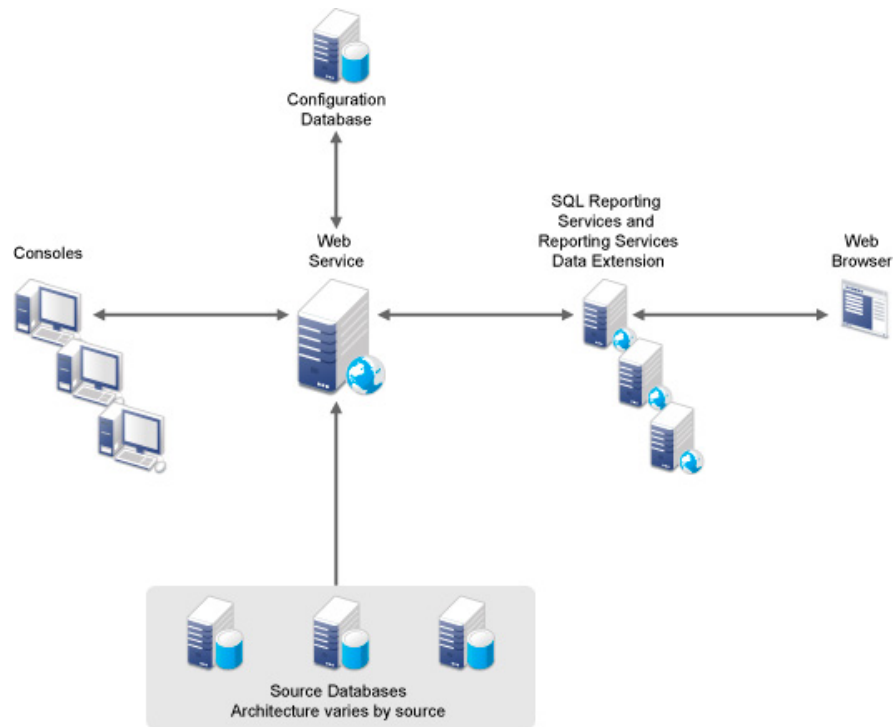 Configuration
Database
SQL Reporting
Services and
Reporting Services
Data Extension
Consoles
Web
Service
Web
Browser
Source Databases
Architecture varies by source